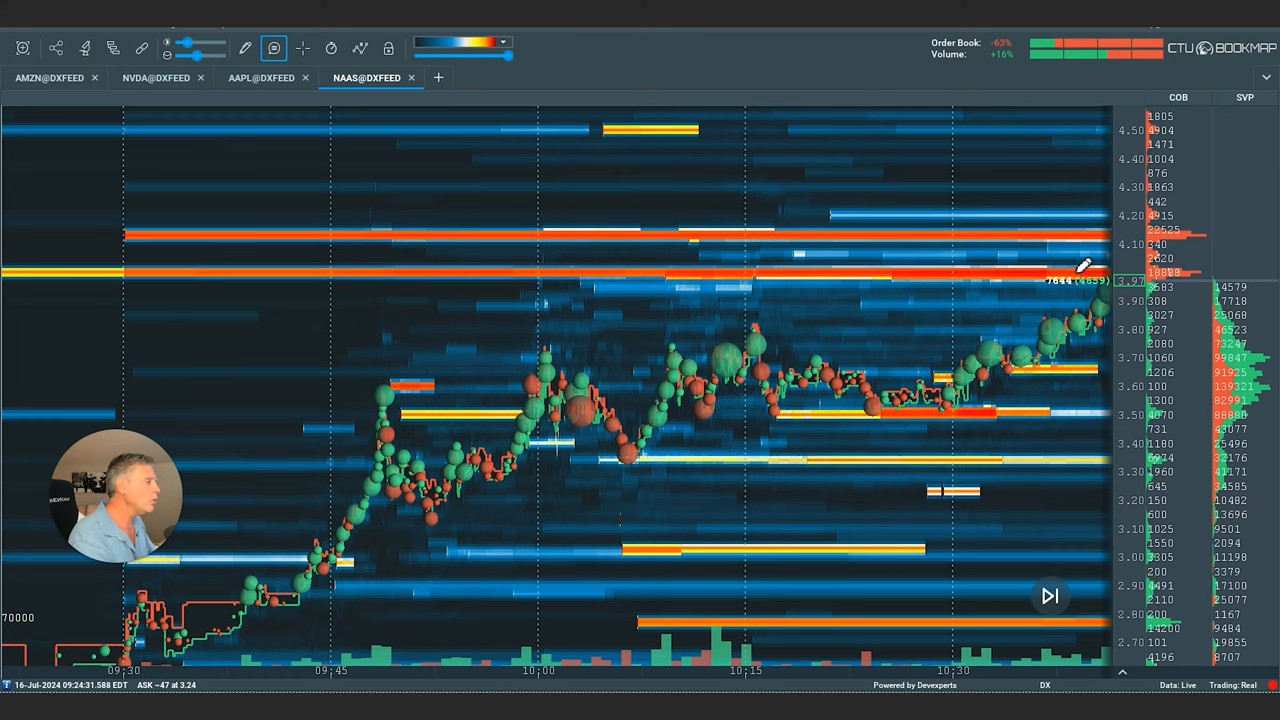 Order Book: -63%
Volume: +16%
CTU BOOKMAP
AMZN@DXFEED ×
NVDA@DXFEED ×
AAPL@DXFEED ×
NAAS@DXFEED × +
COB SVP
1805
4.50 4904
1471
4.40 1004
876
4.30 1863
442
4.20 4915
22525
4.10 340
2620
7644(4659)
3.97
3583 14579
3.90 308 17718
3027 25068
3.80 927 46523
2080 73247
3.70 1060 99847
1206 91925
3.60 100 139321
1300 82991
3.50 4070 88880
731 43077
3.40 1180 25496
5974 32176
3.30 1960 41171
645 34585
3.20 150 10482
600 13696
3.10 1025 9501
1550 2094
3.00 3305 11198
200 3379
2.90 4491 17100
2110 25077
2.80 200 1167
14200 9484
2.70 101 19855
4196 8707
70000
09:30 09:45 10:00 10:15 10:30
16-Jul-2024 09:24:31.588 EDT ASK ~47 at 3.24 Powered by Devexperts DX Data: Live Trading: Real